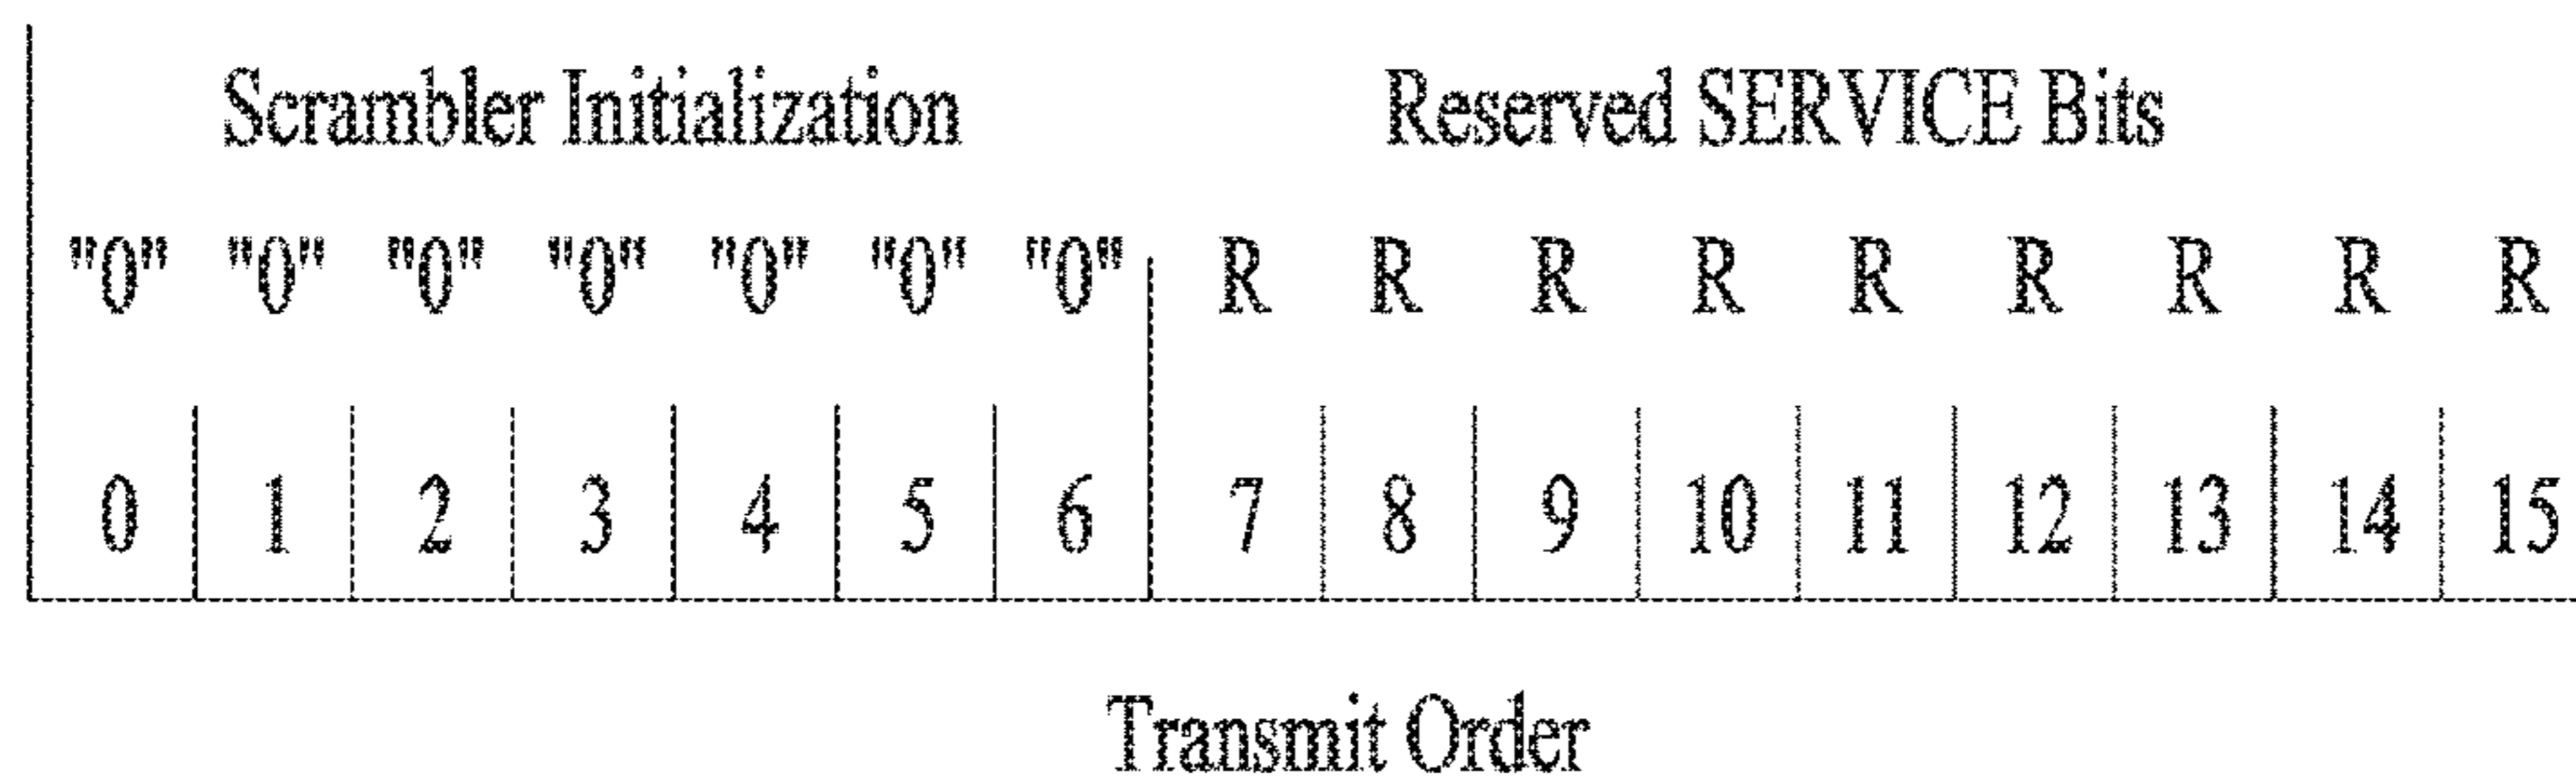 Scrambler Initialization Reserved SERVICE Bits
"0" "0" "0" "0" "0" "0" "0" R R R R R R R R R
0 1 2 3 4 5 6 7 8 9 10 11 12 13 14 15
Transmit Order